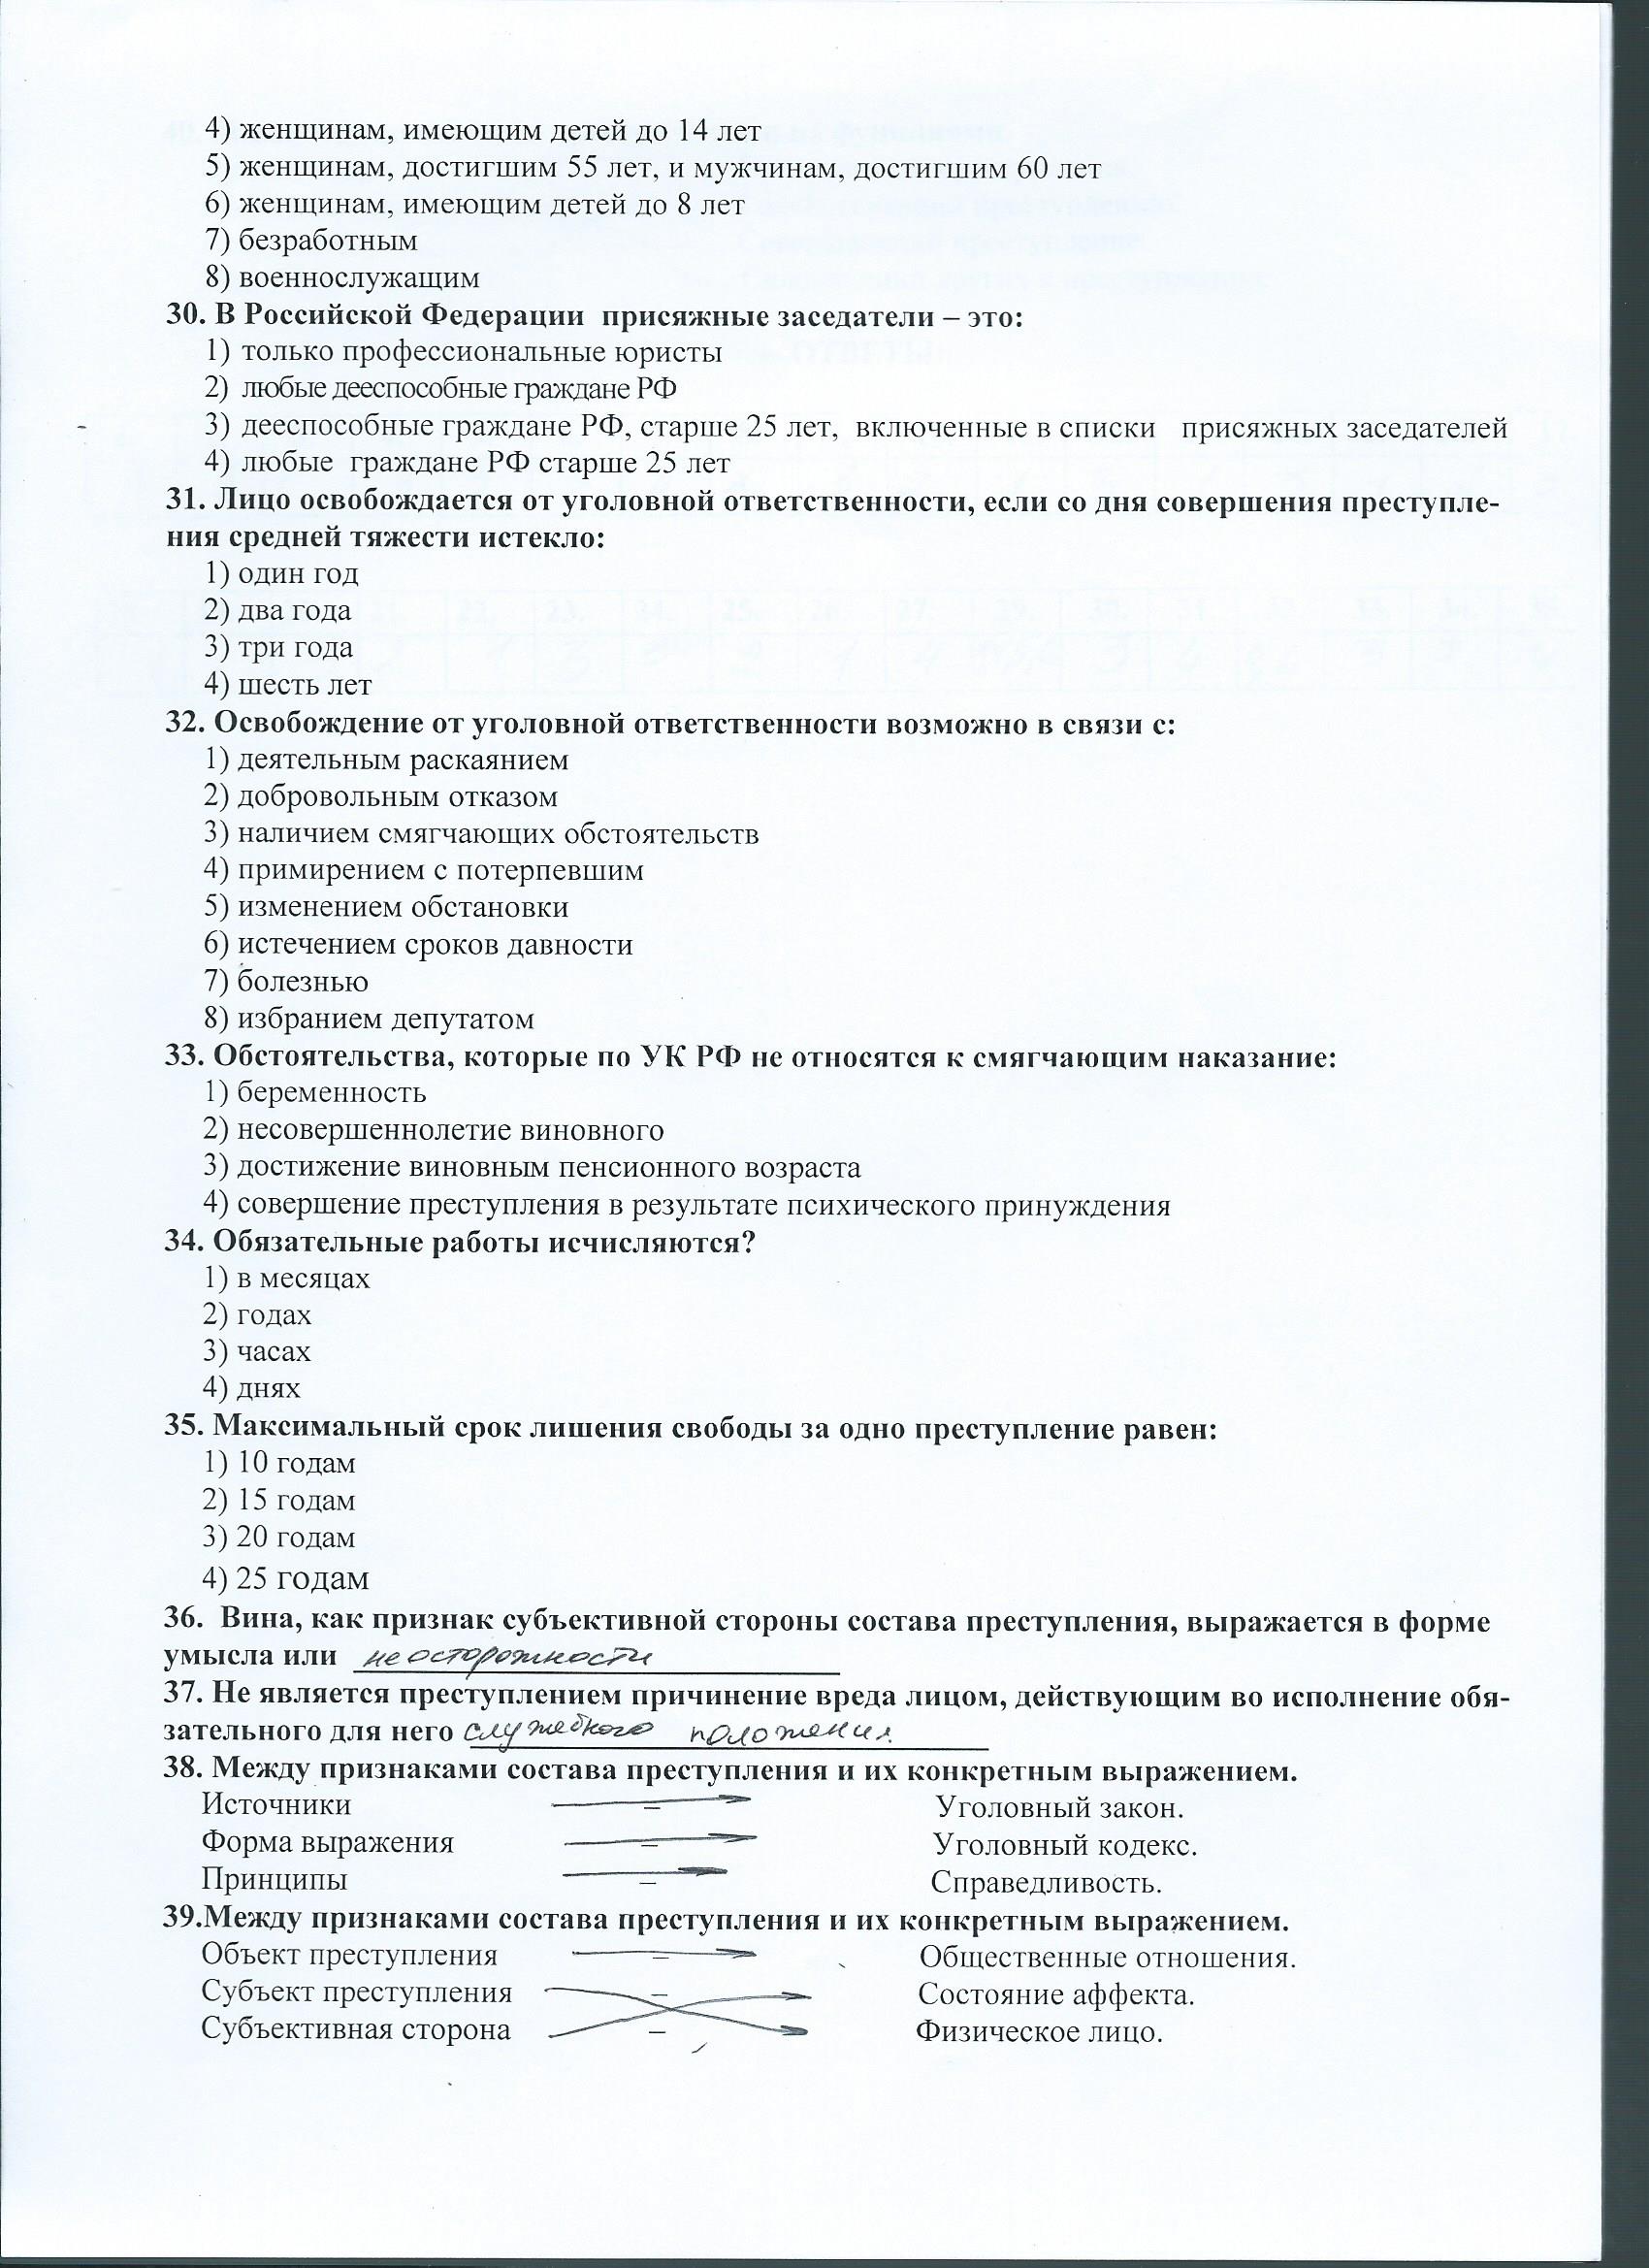 4) женщинам, имеющим детей до 14 лет
5) женщинам, достигшим 55 лет, и мужчинам, достигшим 60 лет
6) женщинам, имеющим детей до 8 лет
7) безработным
8) военнослужащим
30. В Российской Федерации присяжные заседатели – это:
1) только профессиональные юристы
2) любые дееспособные граждане РФ
3) дееспособные граждане РФ, старше 25 лет, включенные в списки присяжных заседателей
4) любые граждане РФ старше 25 лет
31. Лицо освобождается от уголовной ответственности, если со дня совершения преступле-
ния средней тяжести истекло:
1) один год
2) два года
3) три года
4) шесть лет
32. Освобождение от уголовной ответственности возможно в связи с:
1) деятельным раскаянием
2) добровольным отказом
3) наличием смягчающих обстоятельств
4) примирением с потерпевшим
5) изменением обстановки
6) истечением сроков давности
7) болезнью
8) избранием депутатом
33. Обстоятельства, которые по УК РФ не относятся к смягчающим наказание:
1) беременность
2) несовершеннолетие виновного
3) достижение виновным пенсионного возраста
4) совершение преступления в результате психического принуждения
34. Обязательные работы исчисляются?
1) в месяцах
2) годах
3) часах
4) днях
35. Максимальный срок лишения свободы за одно преступление равен:
1) 10 годам
2) 15 годам
3) 20 годам
4) 25 годам
36. Вина, как признак субъективной стороны состава преступления, выражается в форме
умысла или неосторожности
37. Не является преступлением причинение вреда лицом, действующим во исполнение обя-
зательного для него служебного положения.
38. Между признаками состава преступления и их конкретным выражением.
Источники – Уголовный закон.
Форма выражения – Уголовный кодекс.
Принципы – Справедливость.
39.Между признаками состава преступления и их конкретным выражением.
Объект преступления – Общественные отношения.
Субъект преступления – Состояние аффекта.
Субъективная сторона – Физическое лицо.